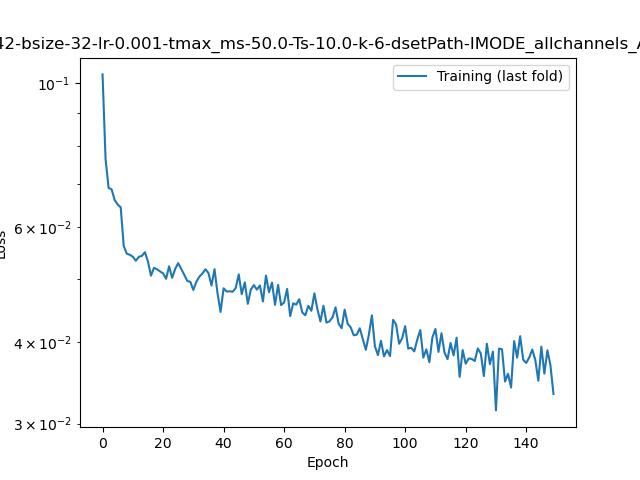 42-bsize-32-lr-0.001-tmax_ms-50.0-Ts-10.0-k-6-dsetPath-IMODE_allchannels_A
Training (last fold)
10⁻¹
6 × 10⁻²
4 × 10⁻²
3 × 10⁻²
Loss
0 20 40 60 80 100 120 140
Epoch